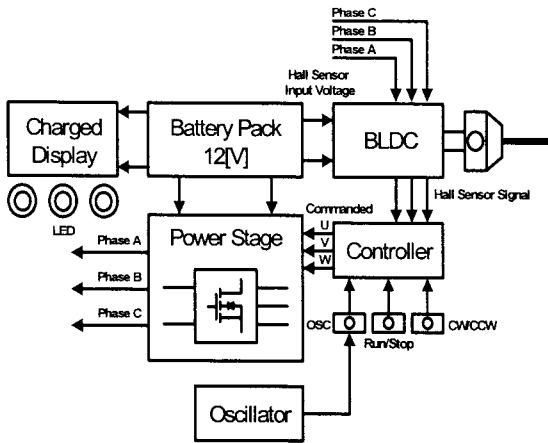 Phase C
Phase B
Phase A
Hall Sensor
Input Voltage
Charged
Display
Battery Pack
12[V]
BLDC
LED
Hall Sensor Signal
Commanded
Power Stage
U
V
W
Controller
Phase A
Phase B
Phase C
OSC
Run/Stop
CW/CCW
Oscillator